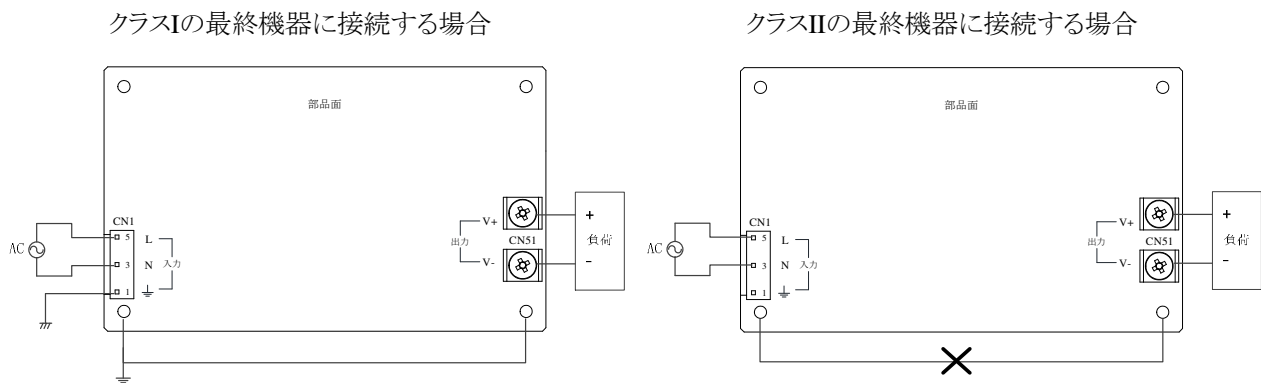 クラスIの最終機器に接続する場合
部品面
CN1
AC
5 L
3 N 入力
1
V+
出力
CN51
V-
+
負荷
-
クラスIIの最終機器に接続する場合
部品面
CN1
AC
5 L
3 N 入力
1
V+
出力
CN51
V-
+
負荷
-